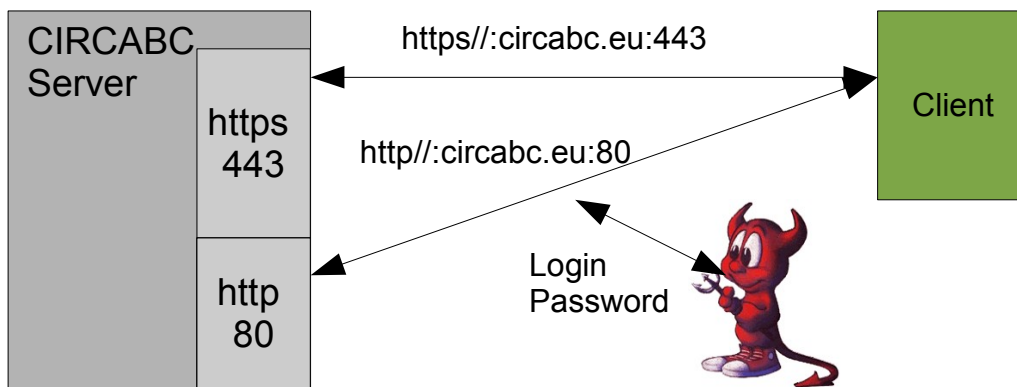 CIRCABC
Server
https//:circabc.eu:443
Client
https
443
http//:circabc.eu:80
Login
Password
http
80